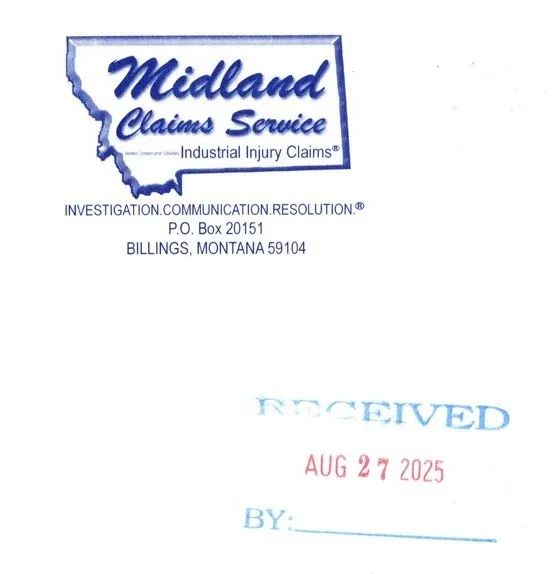 Midland
Claims Service
Industrial Injury Claims®
INVESTIGATION.COMMUNICATION.RESOLUTION.®
P.O. Box 20151
BILLINGS, MONTANA 59104
RECEIVED
AUG 27 2025
BY: